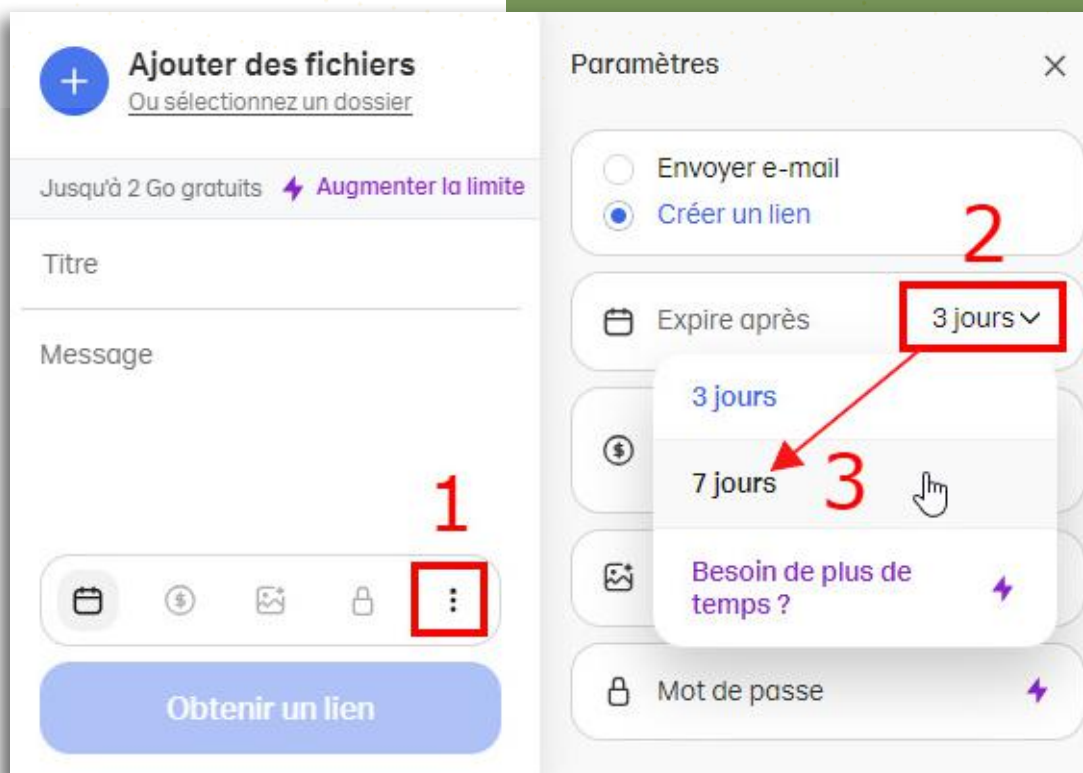 Ajouter des fichiers
Ou sélectionnez un dossier
Jusqu'à 2 Go gratuits Augmenter la limite
Titre
Message
1
Obtenir un lien
Paramètres
Envoyer e-mail
Créer un lien
2
Expire après 3 jours
3 jours
7 jours 3
Besoin de plus de
temps ?
Mot de passe